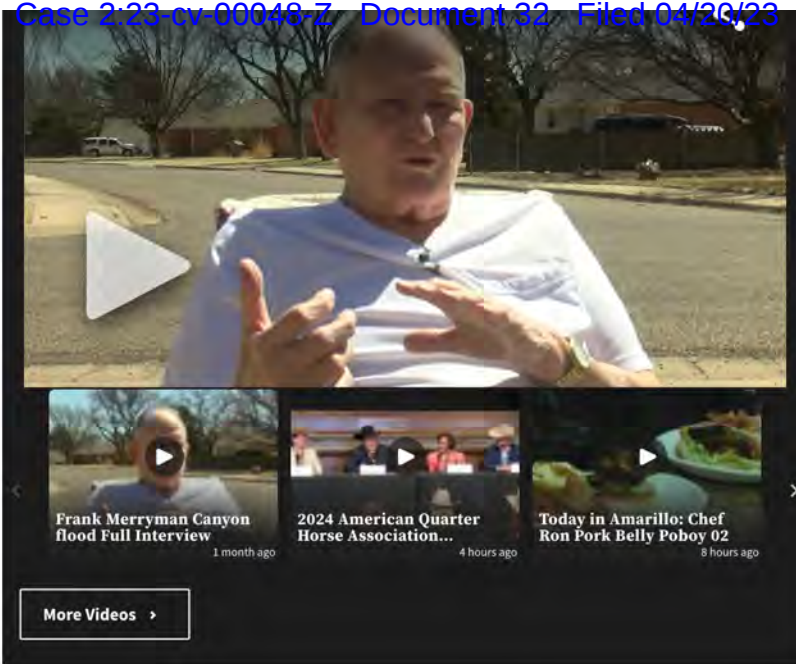 Case 2:23-cv-00048-Z Document 32 Filed 04/20/23
Frank Merryman Canyon
flood Full Interview
1 month ago
2024 American Quarter
Horse Association...
4 hours ago
Today in Amarillo: Chef
Ron Pork Belly Poboy 02
8 hours ago
More Videos ›